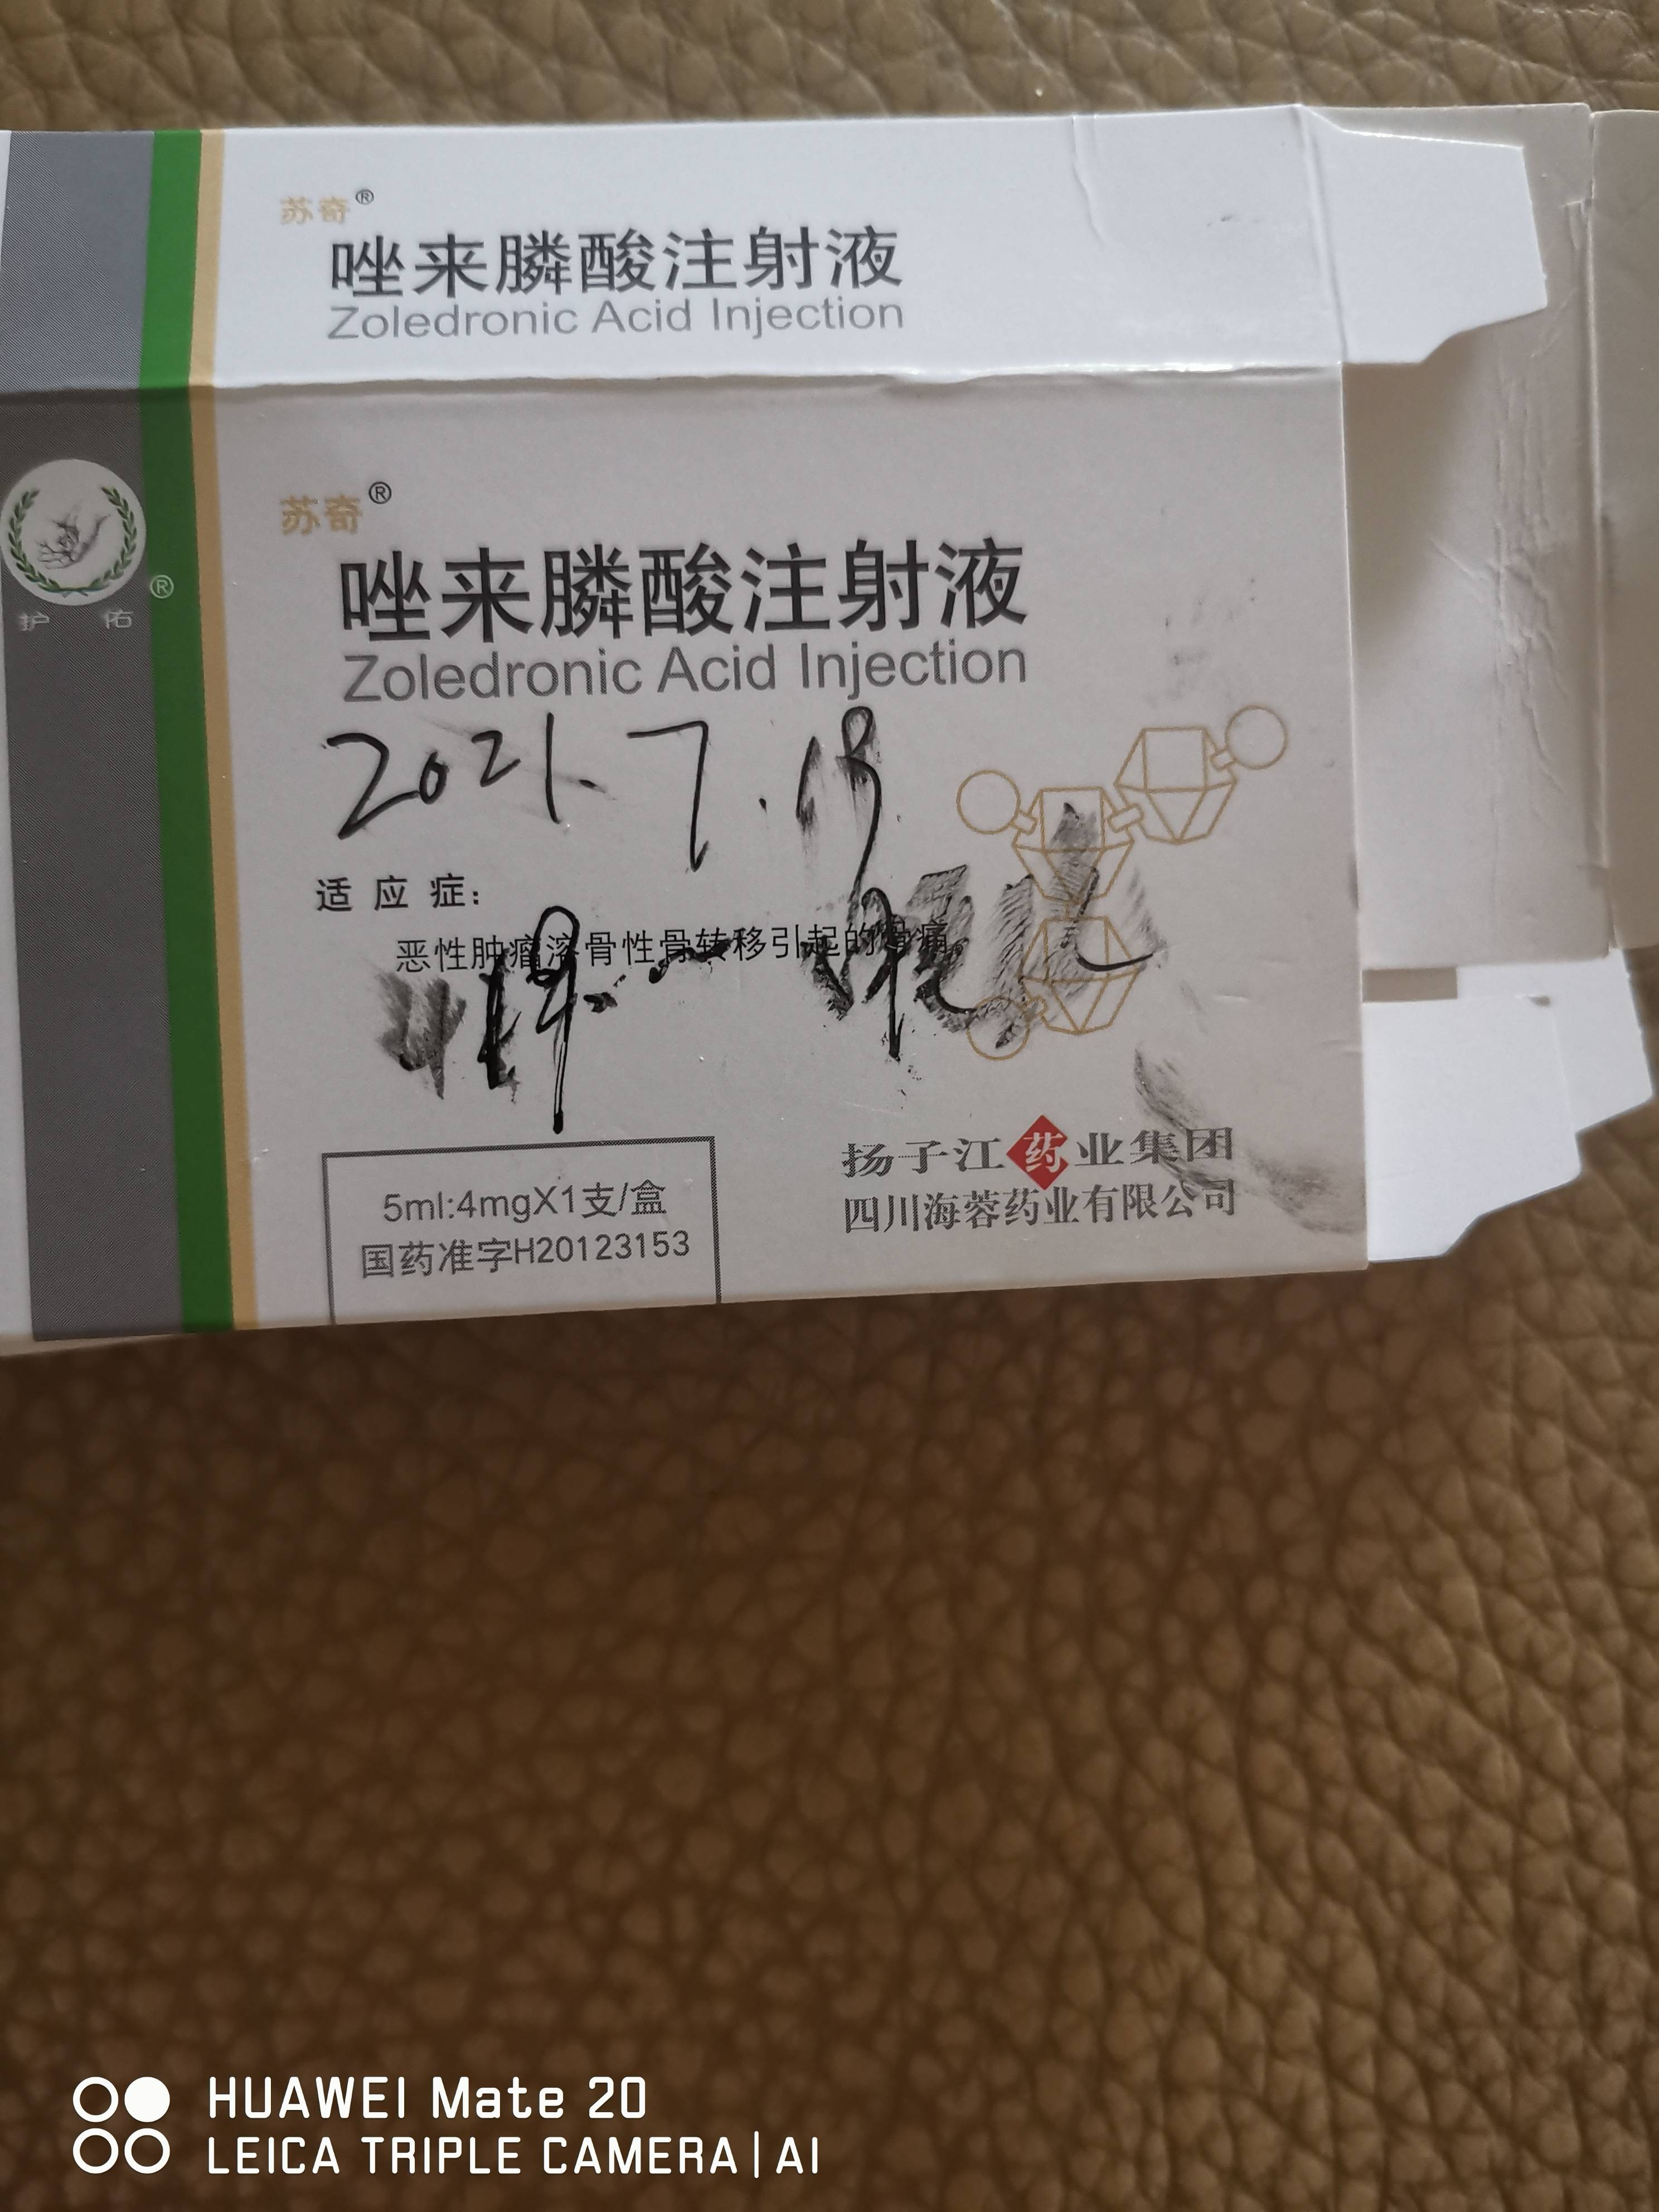 苏奇®
唑来膦酸注射液
Zoledronic Acid Injection
苏奇®
唑来膦酸注射液
Zoledronic Acid Injection
护 佑 ®
2021. 7.
适 应 症:
恶性肿瘤溶骨性骨转移引起的骨痛。
5ml:4mgX1支/盒
国药准字H20123153
扬子江药业集团
四川海蓉药业有限公司
HUAWEI Mate 20
LEICA TRIPLE CAMERA | AI